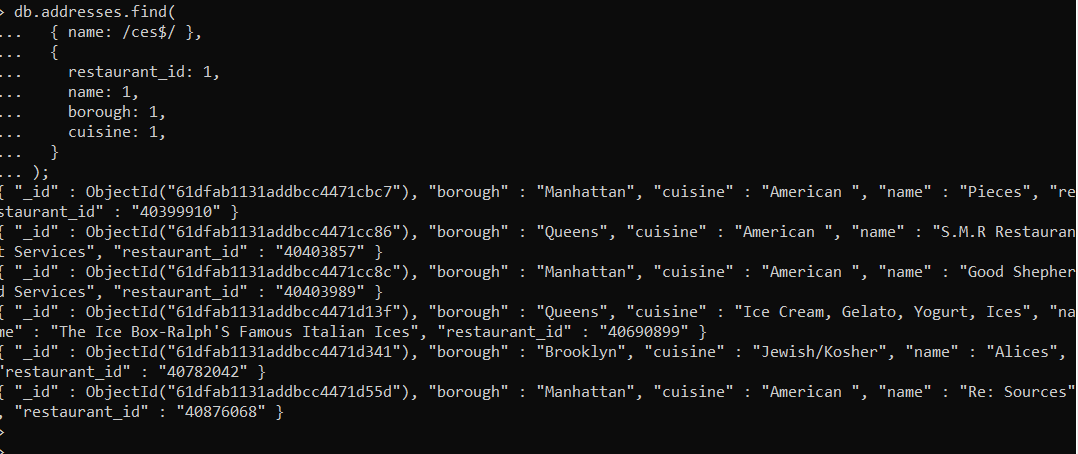 > db.addresses.find(
...   { name: /ces$/ },
...   {
...     restaurant_id: 1,
...     name: 1,
...     borough: 1,
...     cuisine: 1,
...   }
... );
{ "_id" : ObjectId("61dfab1131addbcc4471cbc7"), "borough" : "Manhattan", "cuisine" : "American ", "name" : "Pieces", "re
staurant_id" : "40399910" }
{ "_id" : ObjectId("61dfab1131addbcc4471cc86"), "borough" : "Queens", "cuisine" : "American ", "name" : "S.M.R Restauran
t Services", "restaurant_id" : "40403857" }
{ "_id" : ObjectId("61dfab1131addbcc4471cc8c"), "borough" : "Manhattan", "cuisine" : "American ", "name" : "Good Shepher
d Services", "restaurant_id" : "40403989" }
{ "_id" : ObjectId("61dfab1131addbcc4471d13f"), "borough" : "Queens", "cuisine" : "Ice Cream, Gelato, Yogurt, Ices", "na
me" : "The Ice Box-Ralph'S Famous Italian Ices", "restaurant_id" : "40690899" }
{ "_id" : ObjectId("61dfab1131addbcc4471d341"), "borough" : "Brooklyn", "cuisine" : "Jewish/Kosher", "name" : "Alices",
"restaurant_id" : "40782042" }
{ "_id" : ObjectId("61dfab1131addbcc4471d55d"), "borough" : "Manhattan", "cuisine" : "American ", "name" : "Re: Sources"
, "restaurant_id" : "40876068" }
>
>